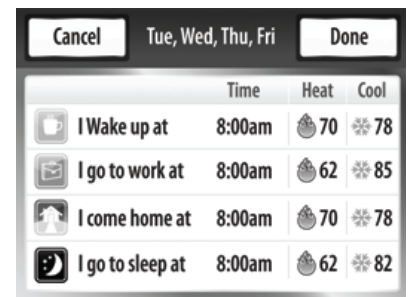 Cancel Tue, Wed, Thu, Fri Done
Time Heat Cool
I Wake up at 8:00am 70 78
I go to work at 8:00am 62 85
I come home at 8:00am 70 78
I go to sleep at 8:00am 62 82